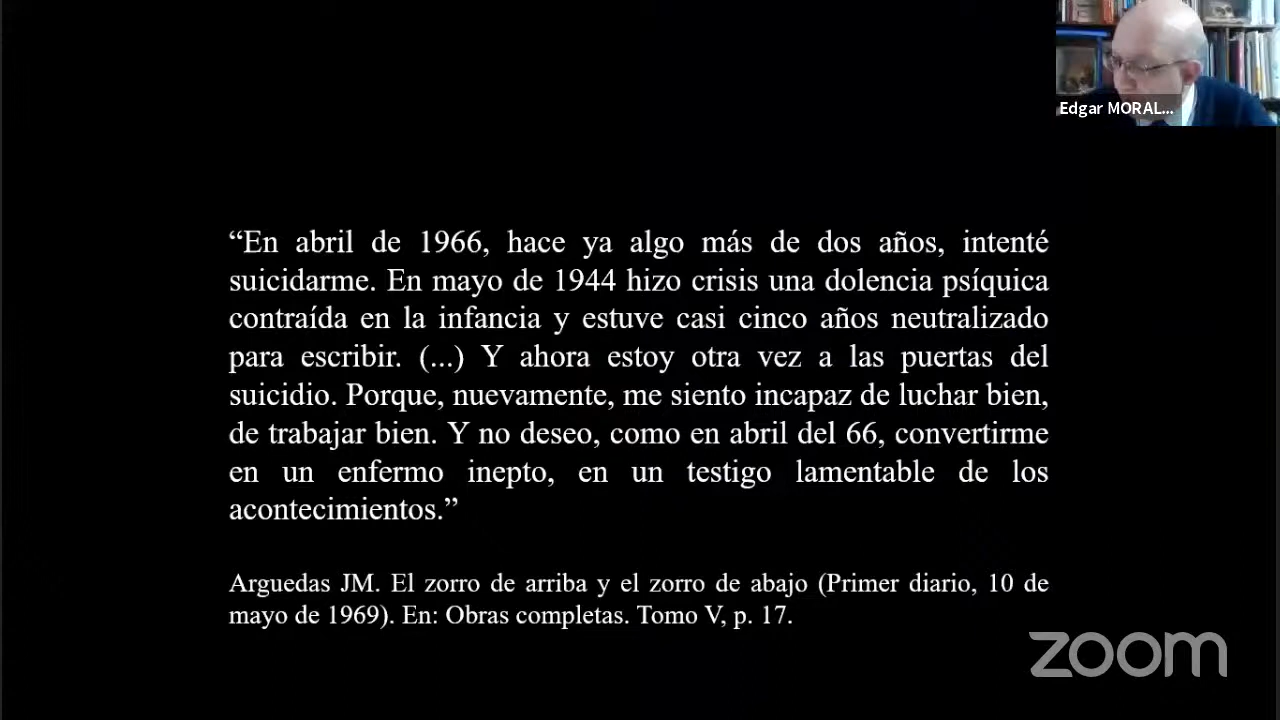 Edgar MORAL...
“En abril de 1966, hace ya algo más de dos años, intenté
suicidarme. En mayo de 1944 hizo crisis una dolencia psíquica
contraída en la infancia y estuve casi cinco años neutralizado
para escribir. (...) Y ahora estoy otra vez a las puertas del
suicidio. Porque, nuevamente, me siento incapaz de luchar bien,
de trabajar bien. Y no deseo, como en abril del 66, convertirme
en un enfermo inepto, en un testigo lamentable de los
acontecimientos.”
Arguedas JM. El zorro de arriba y el zorro de abajo (Primer diario, 10 de
mayo de 1969). En: Obras completas. Tomo V, p. 17.
zoom